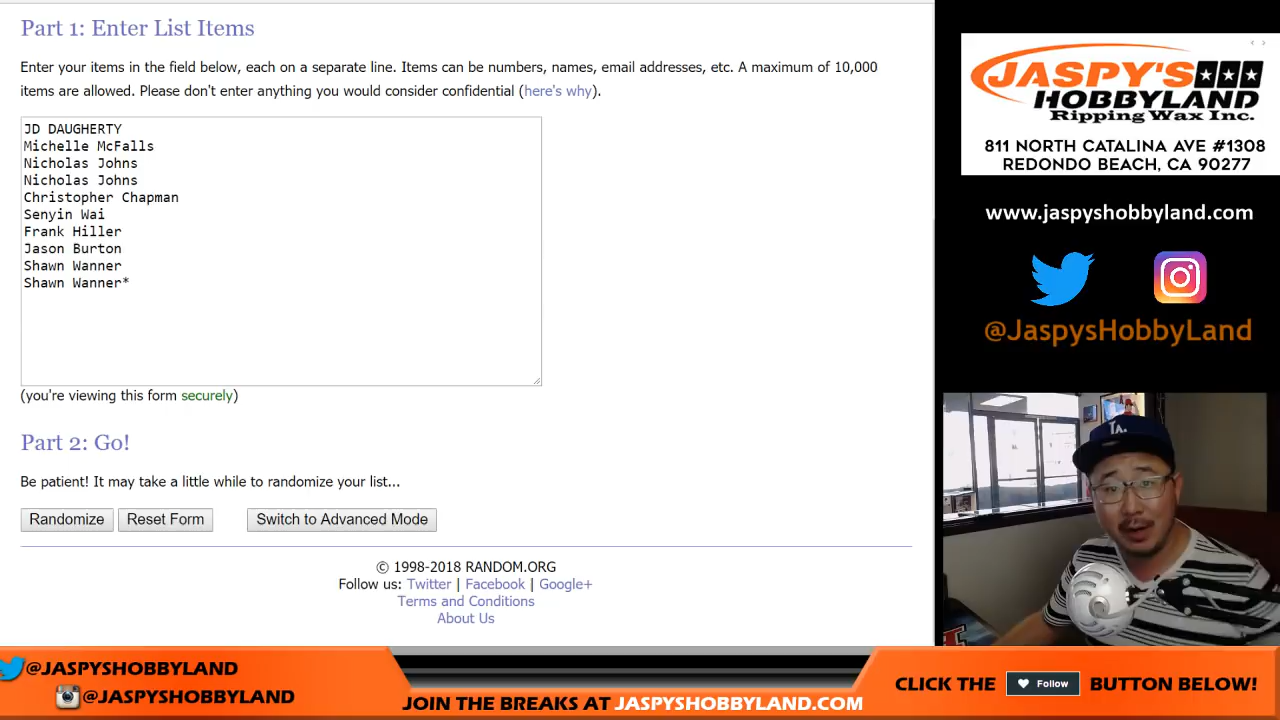 Part 1: Enter List Items
Enter your items in the field below, each on a separate line. Items can be numbers, names, email addresses, etc. A maximum of 10,000
items are allowed. Please don't enter anything you would consider confidential (here's why).
JD DAUGHERTY
Michelle McFalls
Nicholas Johns
Nicholas Johns
Christopher Chapman
Senyin Wai
Frank Hiller
Jason Burton
Shawn Wanner
Shawn Wanner*
(you're viewing this form securely)
Part 2: Go!
Be patient! It may take a little while to randomize your list...
Randomize Reset Form Switch to Advanced Mode
© 1998-2018 RANDOM.ORG
Follow us: Twitter | Facebook | Google+
Terms and Conditions
About Us
JASPY'S
HOBBYLAND
Ripping Wax Inc.
811 NORTH CATALINA AVE #1308
REDONDO BEACH, CA 90277
www.jaspyshobbyland.com
@JaspysHobbyLand
LA
@JASPYSHOBBYLAND
@JASPYSHOBBYLAND
JOIN THE BREAKS AT JASPYSHOBBYLAND.COM
CLICK THE Follow BUTTON BELOW!